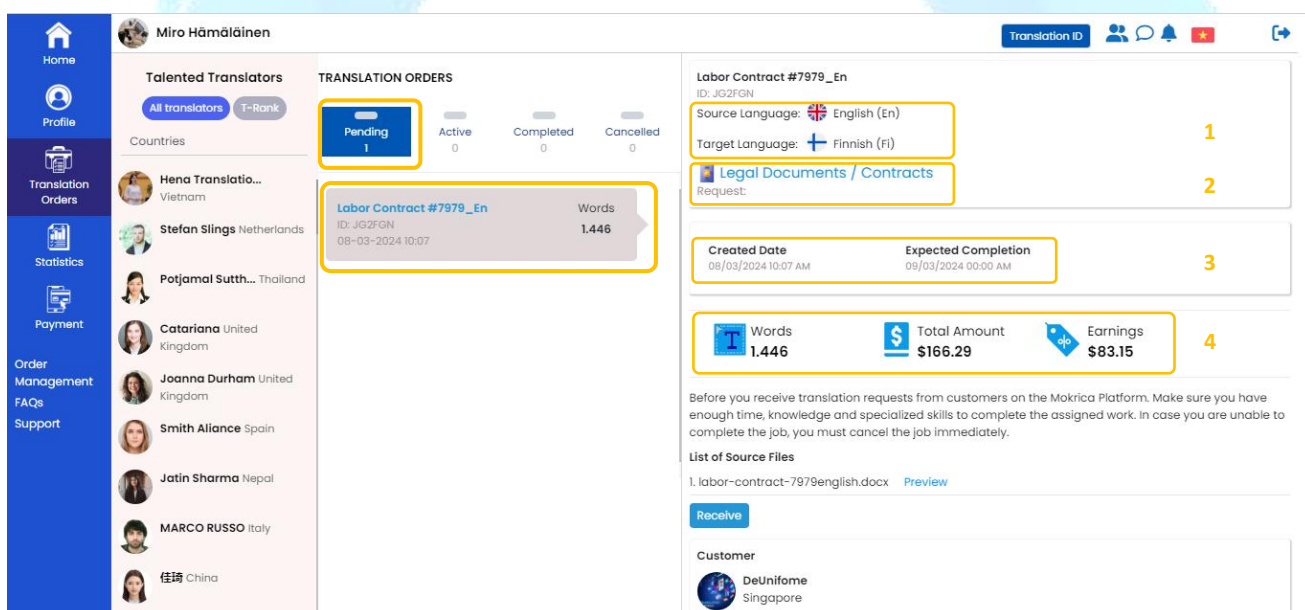 Miro Hämäläinen
Translation ID
Home
Profile
Translation
Orders
Statistics
Payment
Order
Management
FAQs
Support
Talented Translators
All translators
T-Rank
Countries
Hena Translatio...
Vietnam
Stefan Slings Netherlands
Potjamal Sutth... Thailand
Catariana United
Kingdom
Joanna Durham United
Kingdom
Smith Aliance Spain
Jatin Sharma Nepal
MARCO RUSSO Italy
佳琦 China
TRANSLATION ORDERS
Pending
1
Active
0
Completed
0
Cancelled
0
Labor Contract #7979_En
ID: JG2FGN
08-03-2024 10:07
Words
1.446
Labor Contract #7979_En
ID: JG2FGN
Source Language: English (En)
Target Language: Finnish (Fi)
1
Legal Documents / Contracts
Request:
2
Created Date
08/03/2024 10:07 AM
Expected Completion
09/03/2024 00:00 AM
3
T
Words
1.446
$
Total Amount
$166.29
%
Earnings
$83.15
4
Before you receive translation requests from customers on the Mokrica Platform. Make sure you have
enough time, knowledge and specialized skills to complete the assigned work. In case you are unable to
complete the job, you must cancel the job immediately.
List of Source Files
1. labor-contract-7979english.docx Preview
Receive
Customer
DeUnifome
Singapore